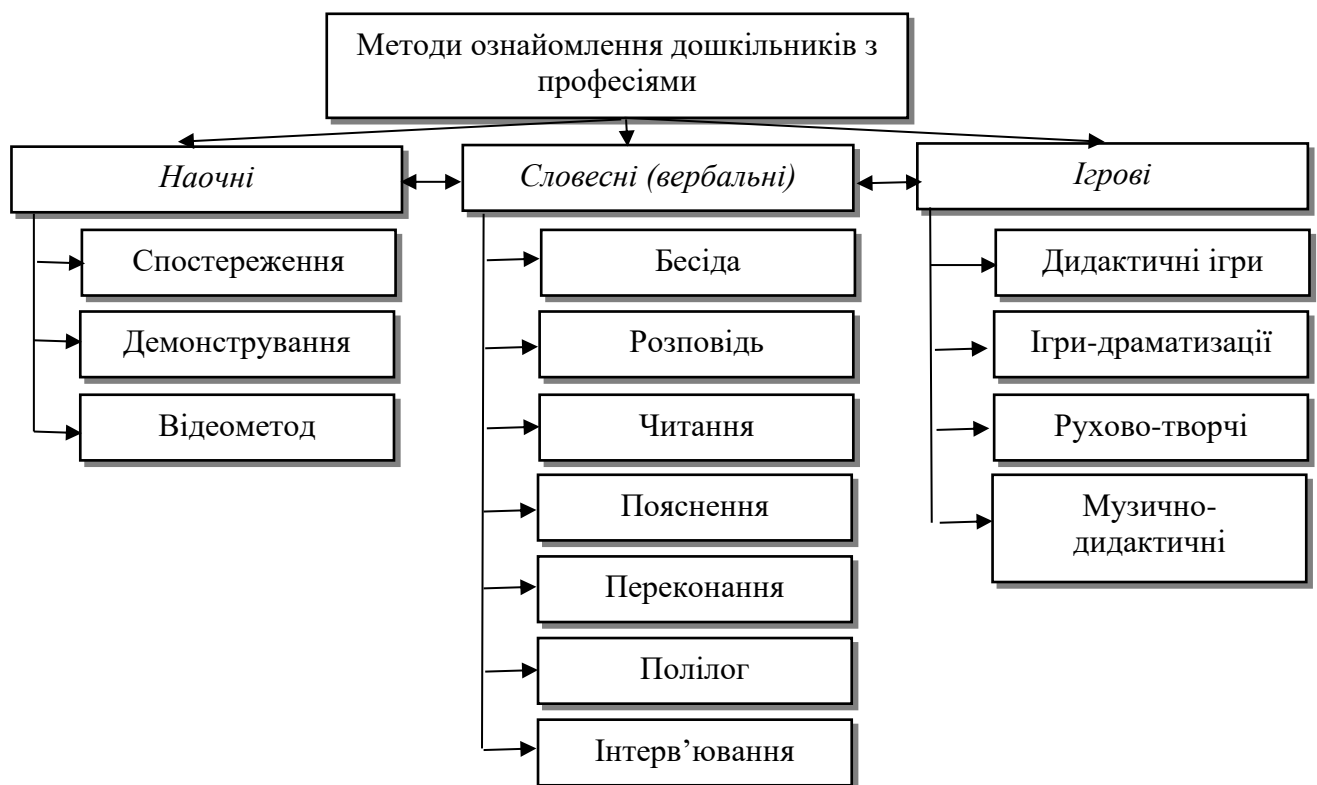 Методи ознайомлення дошкільників з
професіями
Наочні
Словесні (вербальні)
Ігрові
Спостереження
Демонстрування
Відеометод
Бесіда
Розповідь
Читання
Пояснення
Переконання
Полілог
Інтерв’ювання
Дидактичні ігри
Ігри-драматизації
Рухово-творчі
Музично-
дидактичні